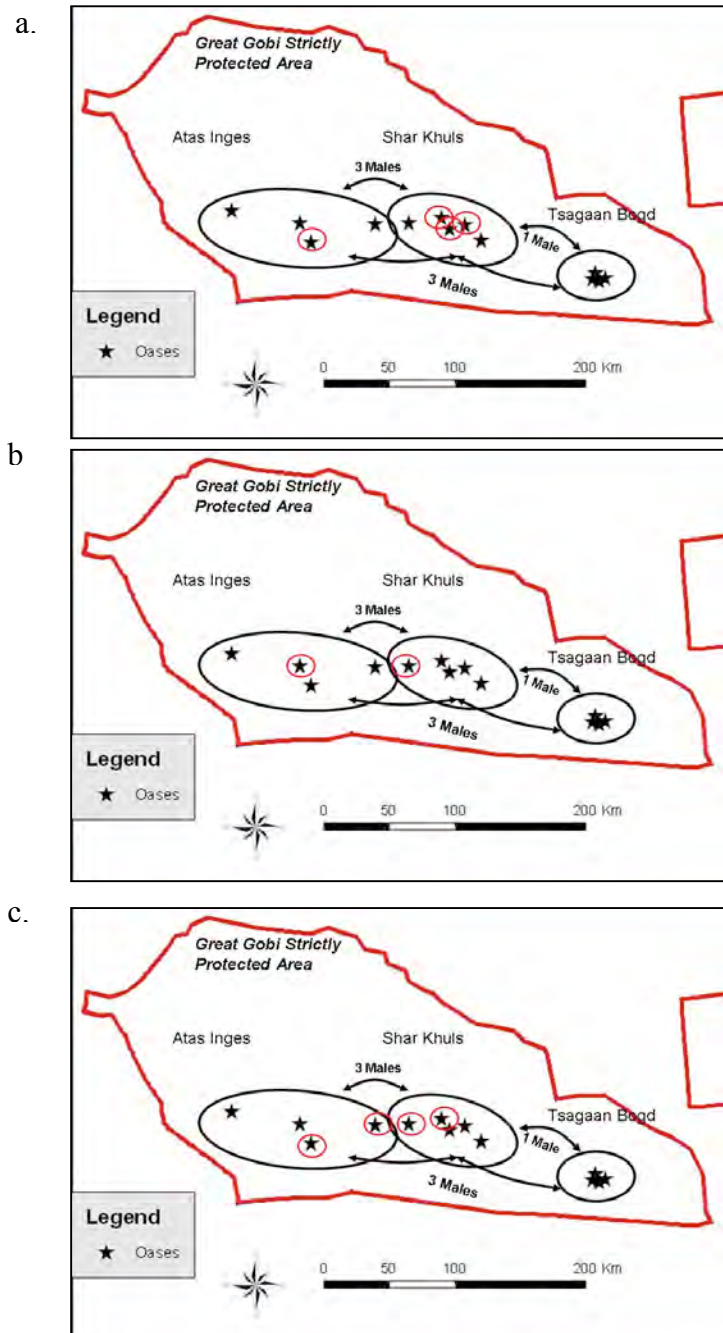 a.
Great Gobi Strictly
Protected Area
Atas Inges
Shar Khuls
3 Males
Tsagaan Bogd
1 Male
3 Males
Legend
Oases
0 50 100 200 Km
b
Great Gobi Strictly
Protected Area
Atas Inges
Shar Khuls
3 Males
Tsagaan Bogd
1 Male
3 Males
Legend
Oases
0 50 100 200 Km
c.
Great Gobi Strictly
Protected Area
Atas Inges
Shar Khuls
3 Males
Tsagaan Bogd
1 Male
3 Males
Legend
Oases
0 50 100 200 Km